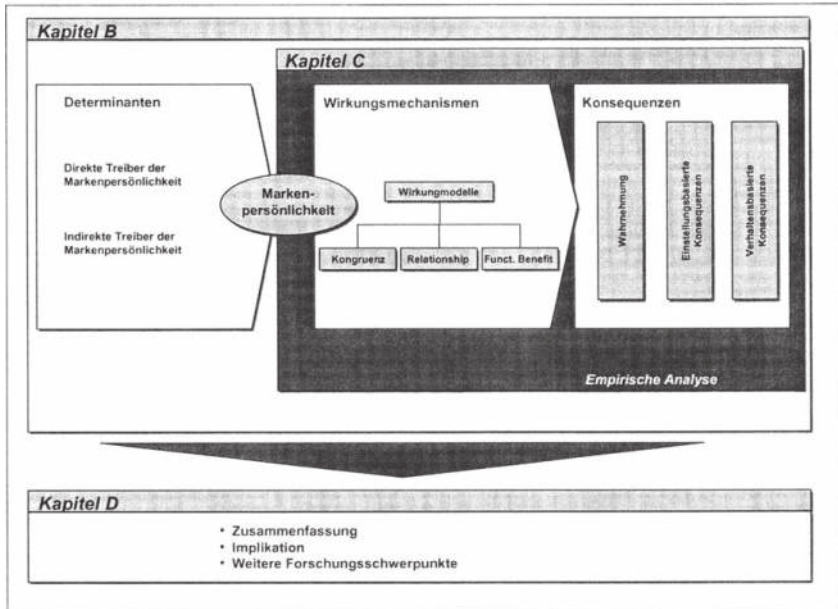 Kapitel B
Kapitel C
Determinanten
Direkte Treiber der
Markenpersönlichkeit
Indirekte Treiber der
Markenpersönlichkeit
Marken-
persönlichkeit
Wirkungsmechanismen
Wirkungmodelle
Kongruenz
Relationship
Funct. Benefit
Konsequenzen
Wahrnehmung
Einstellungsbasierte
Konsequenzen
Verhaltensbasierte
Konsequenzen
Empirische Analyse
Kapitel D
• Zusammenfassung
• Implikation
• Weitere Forschungsschwerpunkte